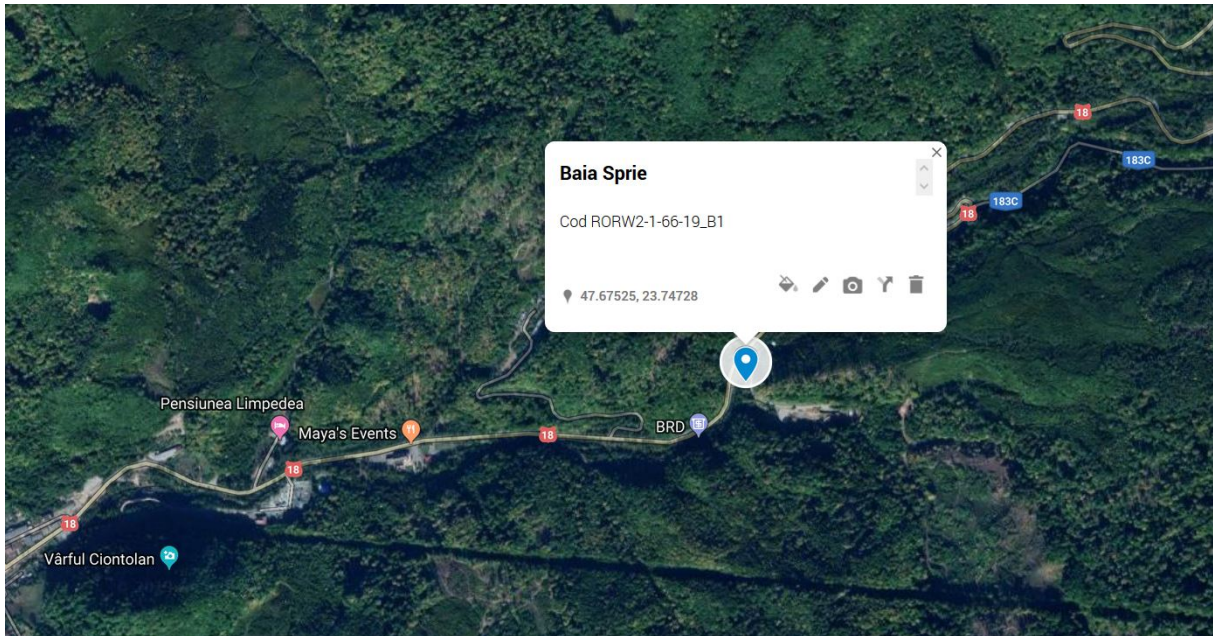 18
183C
Baia Sprie
Cod RORW2-1-66-19_B1
183C
18
47.67525, 23.74728
Pensiunea Limpedea
Maya's Events
BRD
18
18
18
Vârful Ciontolan